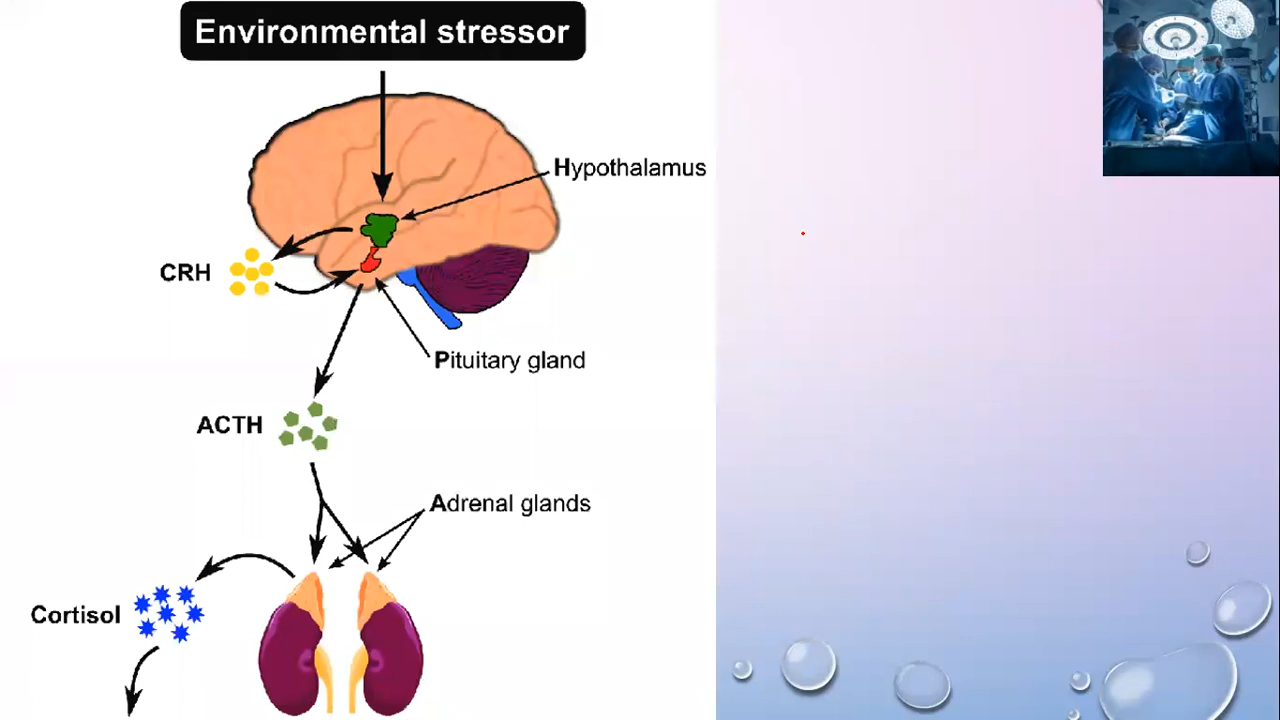 Environmental stressor
Hypothalamus
CRH
Pituitary gland
ACTH
Adrenal glands
Cortisol